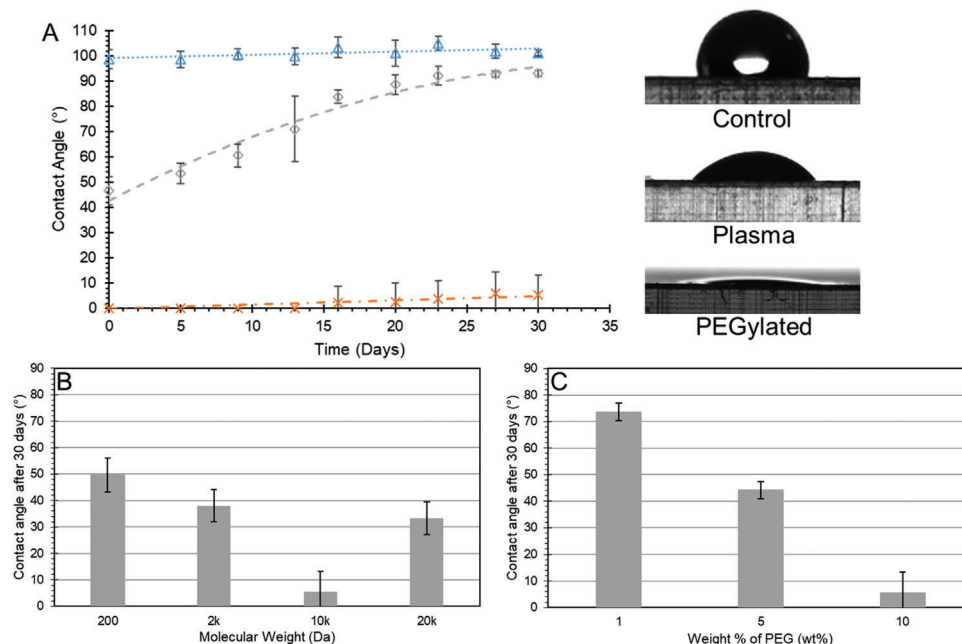 A
Contact Angle (°)
110
100
90
80
70
60
50
40
30
20
10
0
0 5 10 15 20 25 30 35
Time (Days)
Control
Plasma
PEGylated
B
Contact angle after 30 days (°)
90
80
70
60
50
40
30
20
10
0
200 2k 10k 20k
Molecular Weight (Da)
C
Contact angle after 30 days (°)
90
80
70
60
50
40
30
20
10
0
1 5 10
Weight % of PEG (wt%)